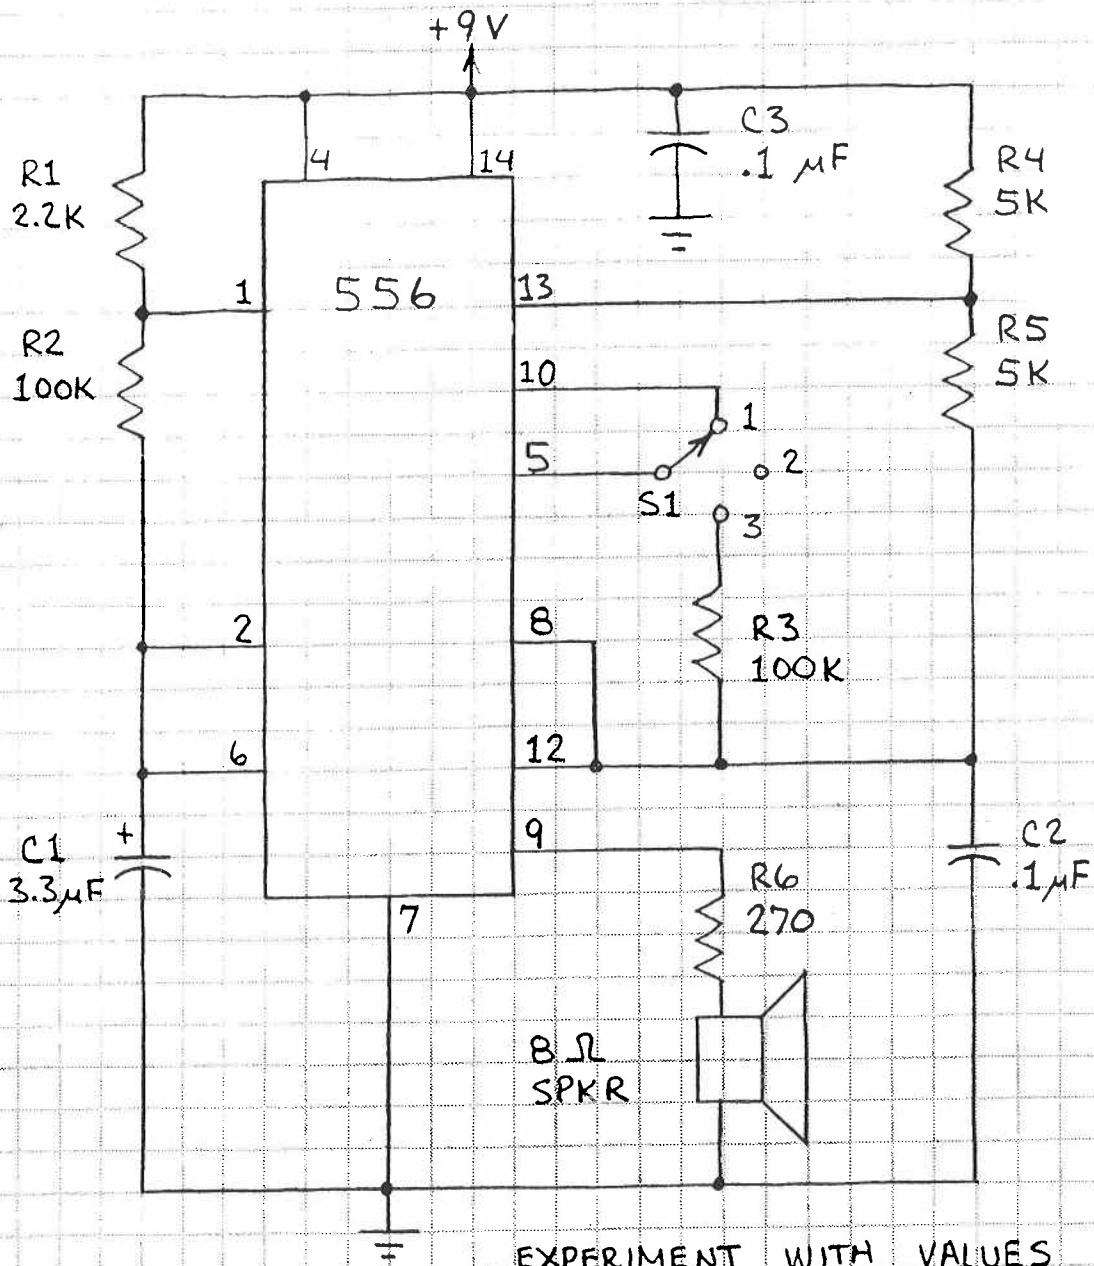 +9V
4
14
C3
.1 μF
R1
2.2K
R4
5K
1
556
13
R2
100K
R5
5K
10
1
5
2
S1
3
2
8
R3
100K
6
12
+
C1
3.3μF
9
C2
.1μF
R6
270
7
8 Ω
SPKR
EXPERIMENT WITH VALUES